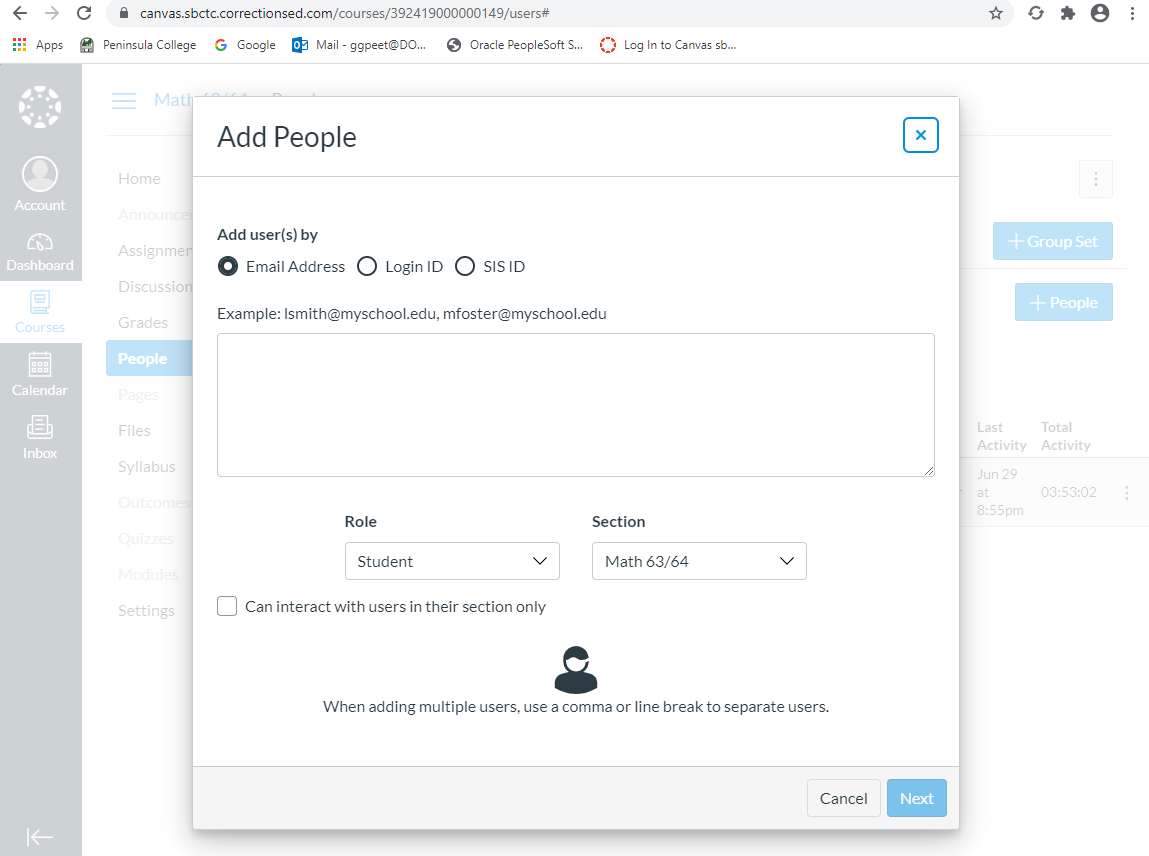 canvas.sbctc.correctionsed.com/courses/392419000000149/users#
Apps Peninsula College Google Mail - ggpeet@DO... Oracle PeopleSoft S... Log In to Canvas sb...
Account
Dashboard
Courses
Calendar
Inbox
Home
Assignmen
Discussion
Grades
People
Pages
Files
Syllabus
Outcomes
Quizzes
Modules
Settings
Add People
Add user(s) by
Email Address Login ID SIS ID
Example: lsmith@myschool.edu, mfoster@myschool.edu
Role Section
Student Math 63/64
Can interact with users in their section only
When adding multiple users, use a comma or line break to separate users.
Cancel Next
Group Set
People
Last Activity
Total Activity
Jun 29
at
8:55pm
03:53:02